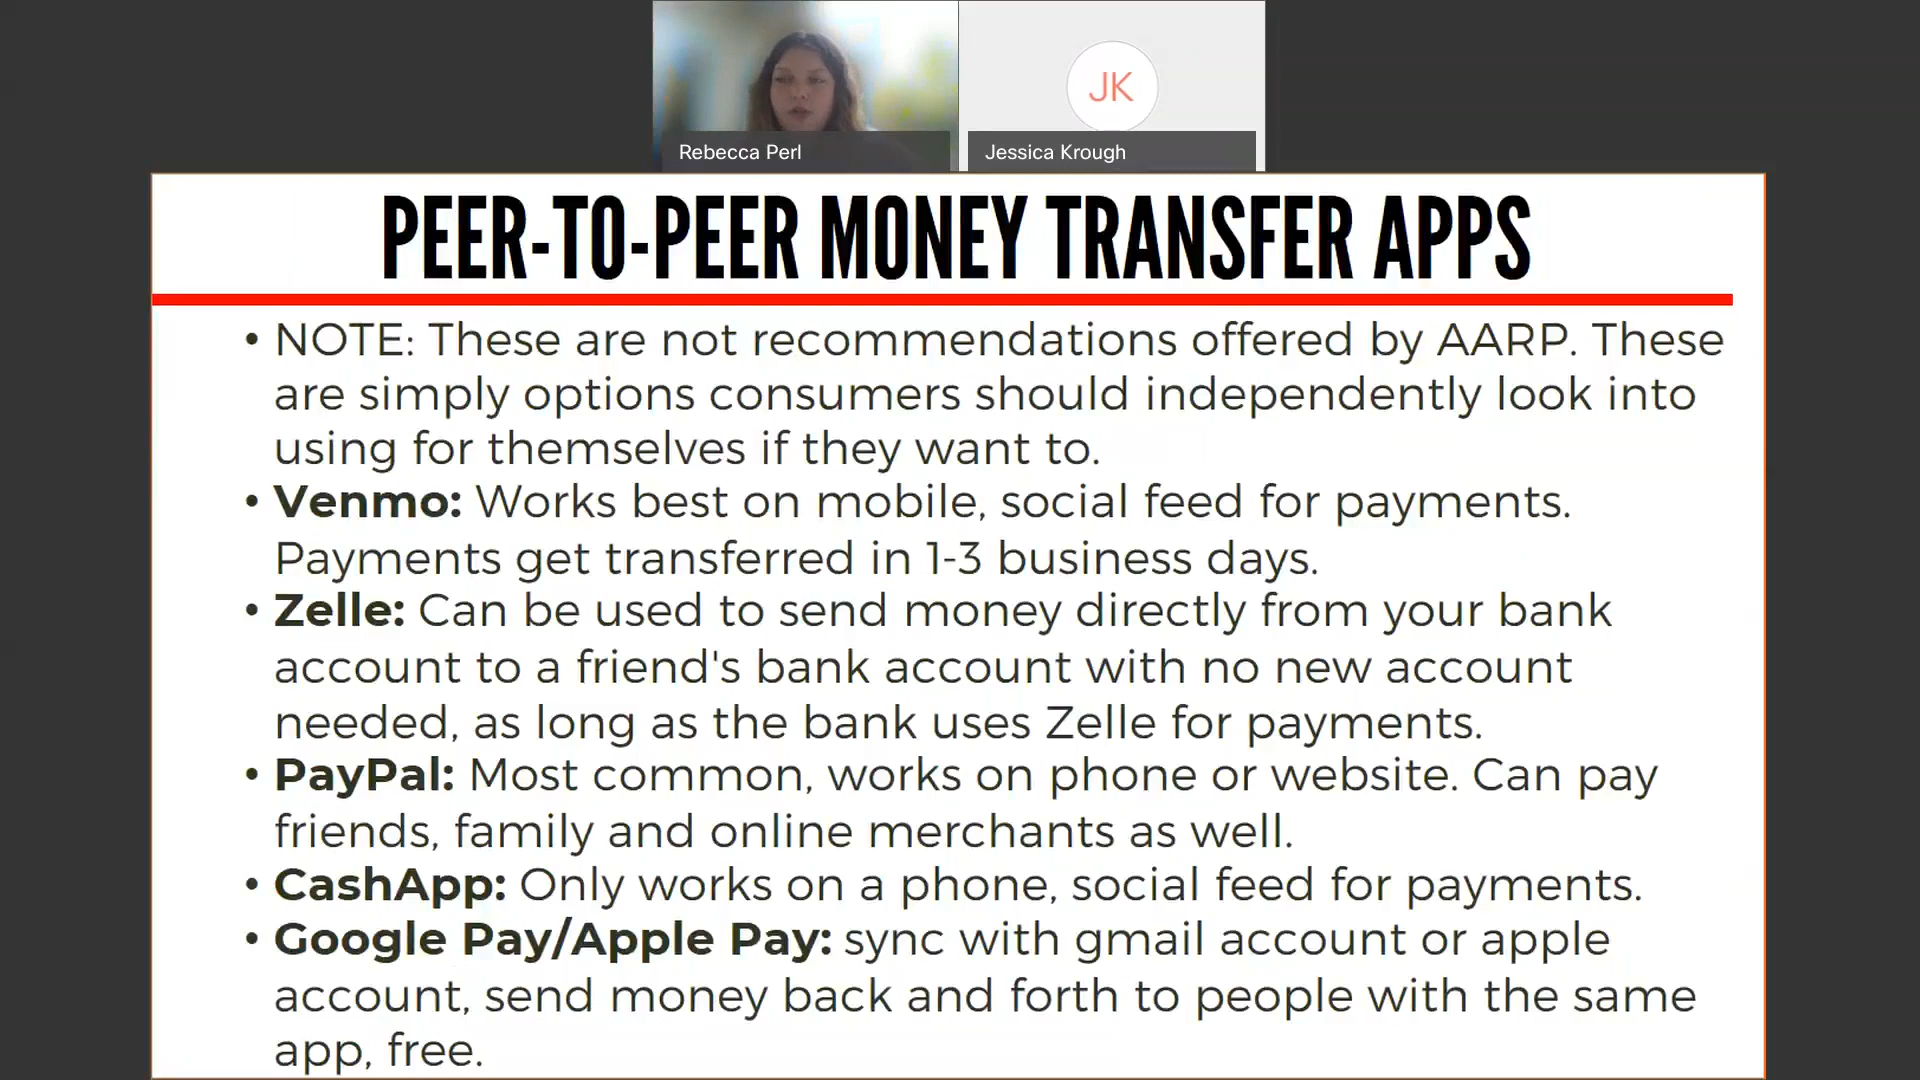 JK
Rebecca Perl
Jessica Krough
PEER-TO-PEER MONEY TRANSFER APPS
• NOTE: These are not recommendations offered by AARP. These
are simply options consumers should independently look into
using for themselves if they want to.
• Venmo: Works best on mobile, social feed for payments.
Payments get transferred in 1-3 business days.
• Zelle: Can be used to send money directly from your bank
account to a friend's bank account with no new account
needed, as long as the bank uses Zelle for payments.
• PayPal: Most common, works on phone or website. Can pay
friends, family and online merchants as well.
• CashApp: Only works on a phone, social feed for payments.
• Google Pay/Apple Pay: sync with gmail account or apple
account, send money back and forth to people with the same
app, free.